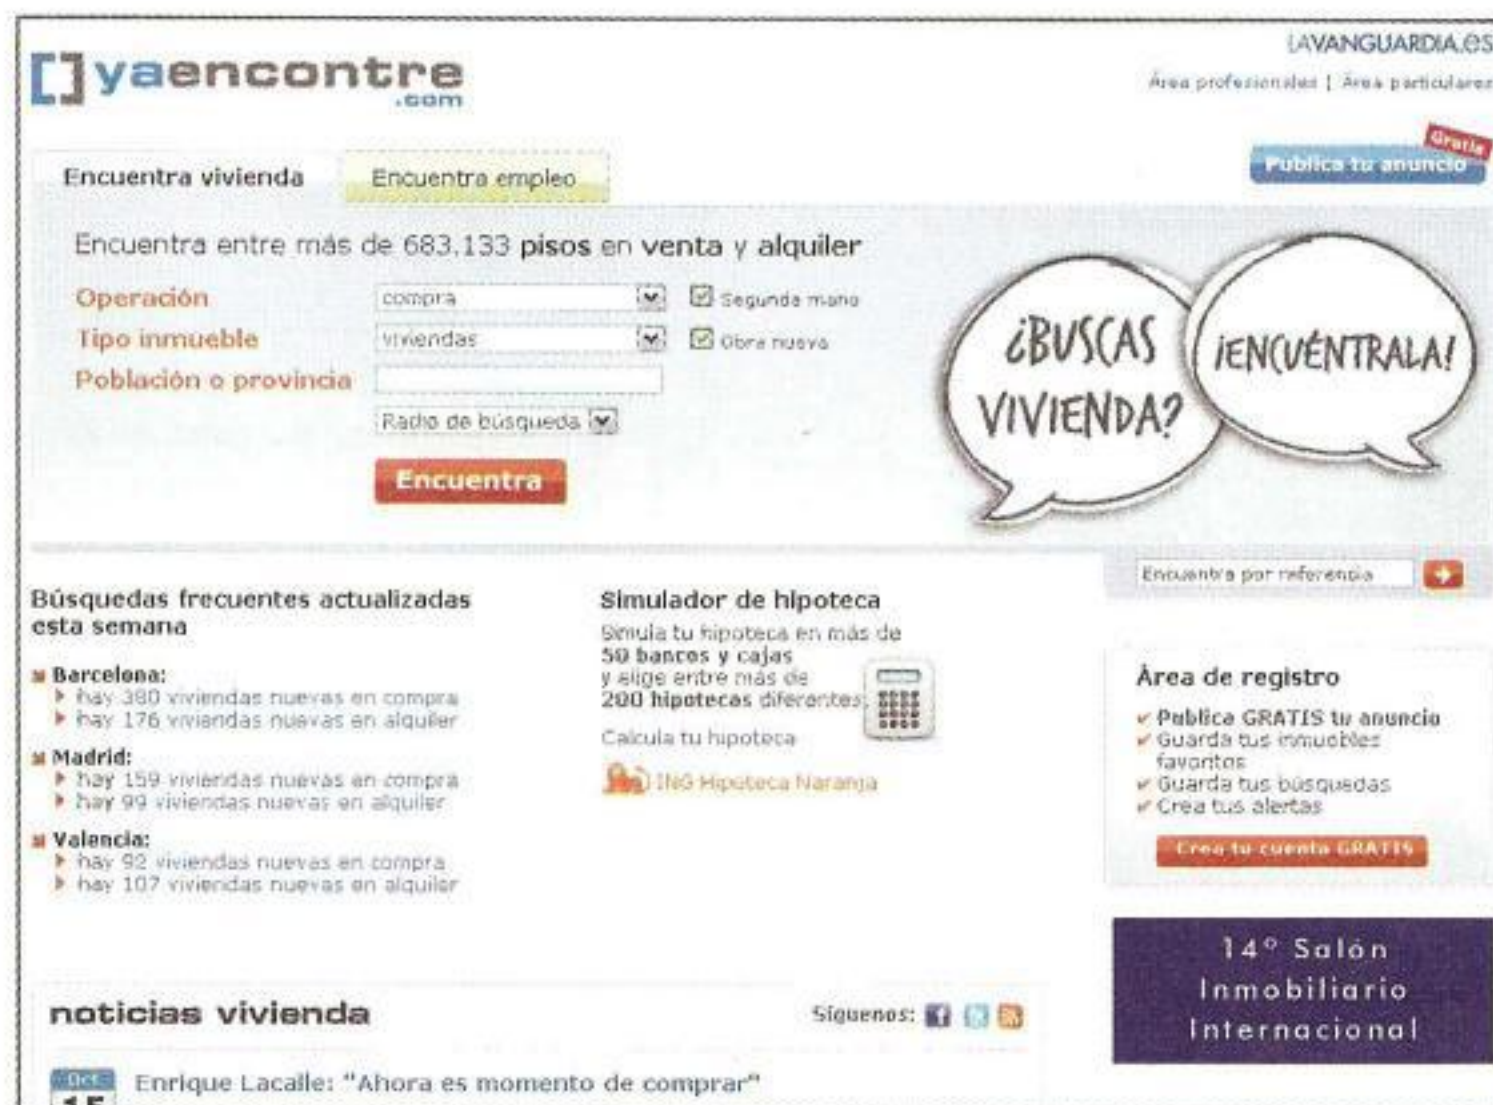 []yaencontre
.com
LAVANGUARDIA.es
Área profesionales | Área particulares
Gratis
Publica tu anuncio
Encuentra vivienda
Encuentra empleo
Encuentra entre más de 683.133 pisos en venta y alquiler
Operación
compra
Segunda mano
Tipo inmueble
viviendas
Obra nueva
Población o provincia
Radio de búsqueda
Encuentra
¿BUSCAS
VIVIENDA?
¡ENCUÉNTRALA!
Encuentra por referencia
Búsquedas frecuentes actualizadas
esta semana
Barcelona:
hay 380 viviendas nuevas en compra
hay 176 viviendas nuevas en alquiler
Madrid:
hay 159 viviendas nuevas en compra
hay 99 viviendas nuevas en alquiler
Valencia:
hay 92 viviendas nuevas en compra
hay 107 viviendas nuevas en alquiler
Simulador de hipoteca
Simula tu hipoteca en más de
50 bancos y cajas
y elige entre más de
200 hipotecas diferentes
Calcula tu hipoteca
ING Hipoteca Naranja
Área de registro
Publica GRATIS tu anuncio
Guarda tus inmuebles
favoritos
Guarda tus búsquedas
Crea tus alertas
Crea tu cuenta GRATIS
14º Salón
Inmobiliario
Internacional
noticias vivienda
Síguenos:
Oct
15
Enrique Lacalle: "Ahora es momento de comprar"